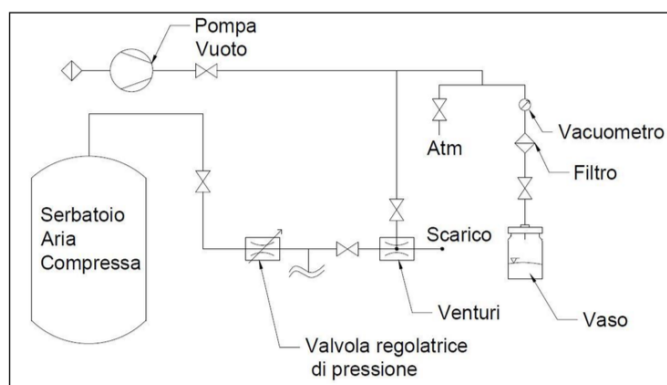 Pompa
Vuoto
Atm
Vacuometro
Filtro
Serbatoio
Aria
Compressa
Scarico
Venturi
Vaso
Valvola regolatrice
di pressione